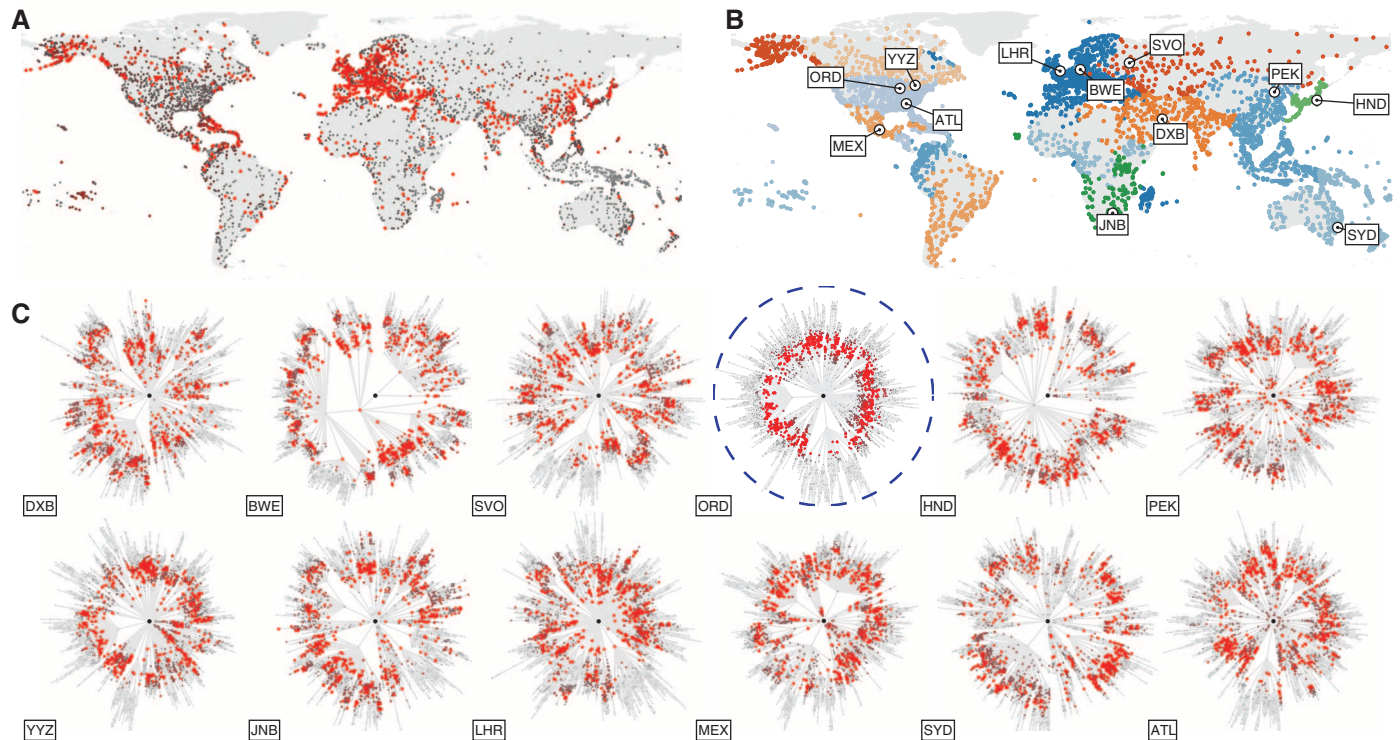 A
B
LHR
SVO
YYZ
ORD
PEK
BWE
HND
ATL
DXB
MEX
JNB
SYD
C
DXB
BWE
SVO
ORD
HND
PEK
YYZ
JNB
LHR
MEX
SYD
ATL